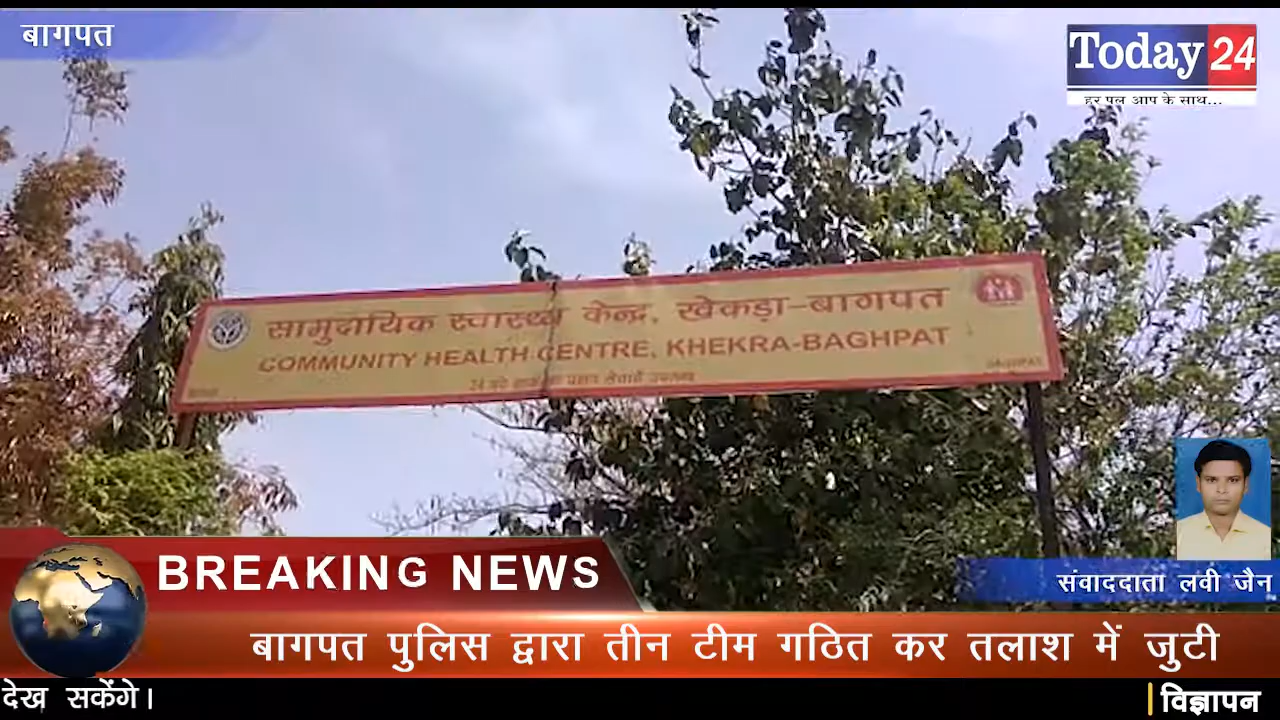 बागपत
Today 24
हर पल आप के साथ...
सामुदायिक स्वास्थ्य केन्द्र, खेकड़ा-बागपत
COMMUNITY HEALTH CENTRE, KHEKRA-BAGHPAT
24 घंटे
BREAKING NEWS
संवाददाता लवी जैन
बागपत पुलिस द्वारा तीन टीम गठित कर तलाश में जुटी
देख सकेंगे।
विज्ञापन